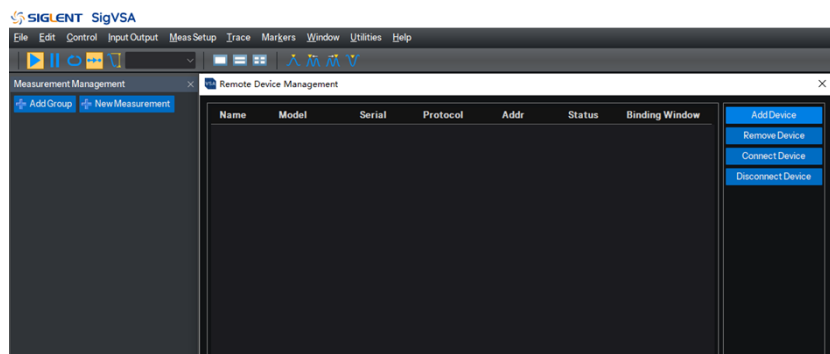 SIGLENT SigVSA
File Edit Control Input Output Meas Setup Trace Markers Window Utilities Help
Measurement Management
Add Group New Measurement
VSA Remote Device Management
Name Model Serial Protocol Addr Status Binding Window
Add Device
Remove Device
Connect Device
Disconnect Device